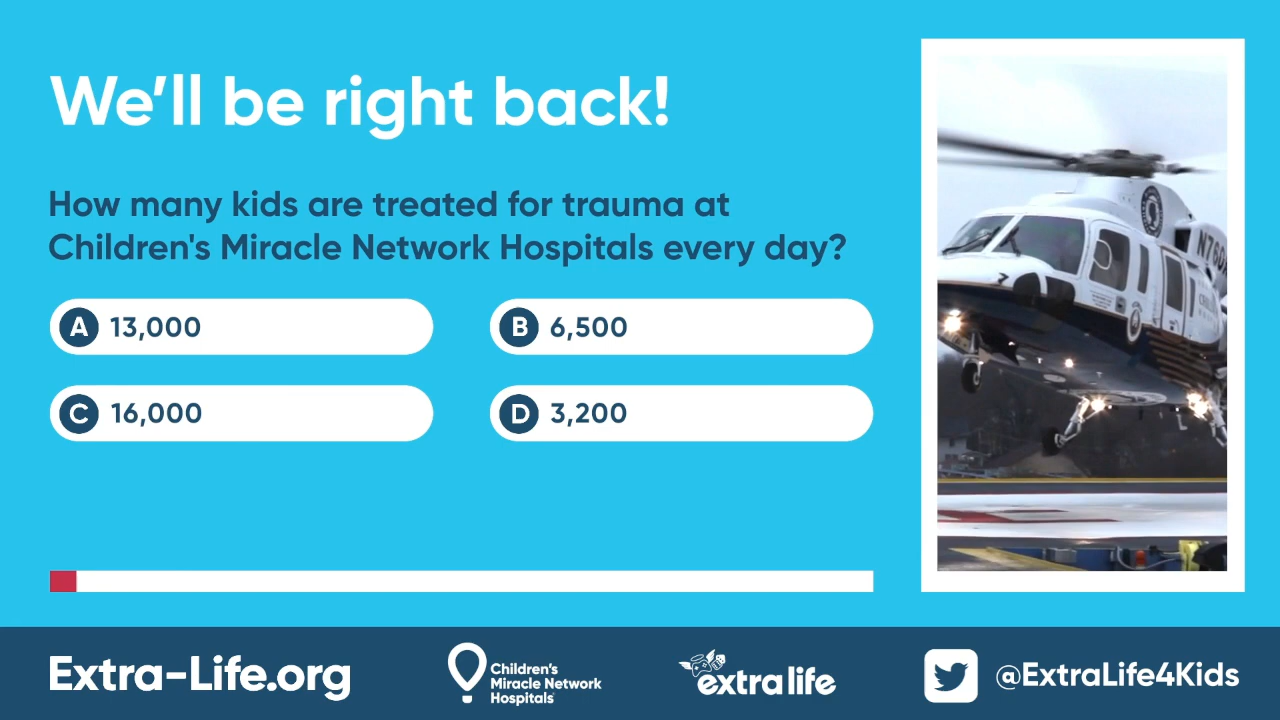 We'll be right back!
How many kids are treated for trauma at
Children's Miracle Network Hospitals every day?
A 13,000
B 6,500
C 16,000
D 3,200
Extra-Life.org
Children's
Miracle Network
Hospitals
extra life
@ExtraLife4Kids